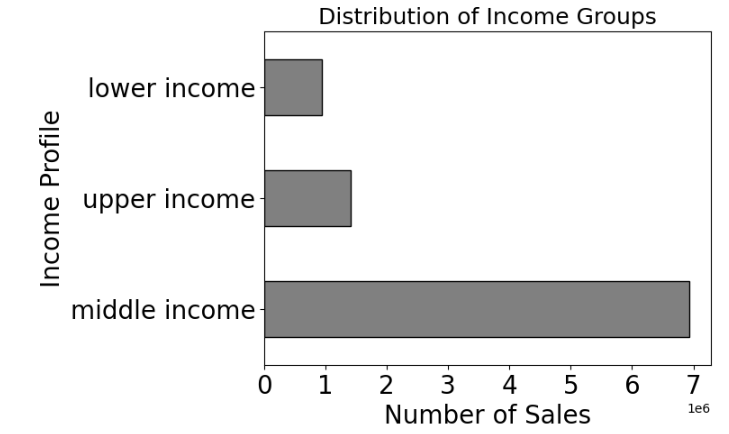 Distribution of Income Groups
Income Profile
lower income
upper income
middle income
0 1 2 3 4 5 6 7
1e6
Number of Sales